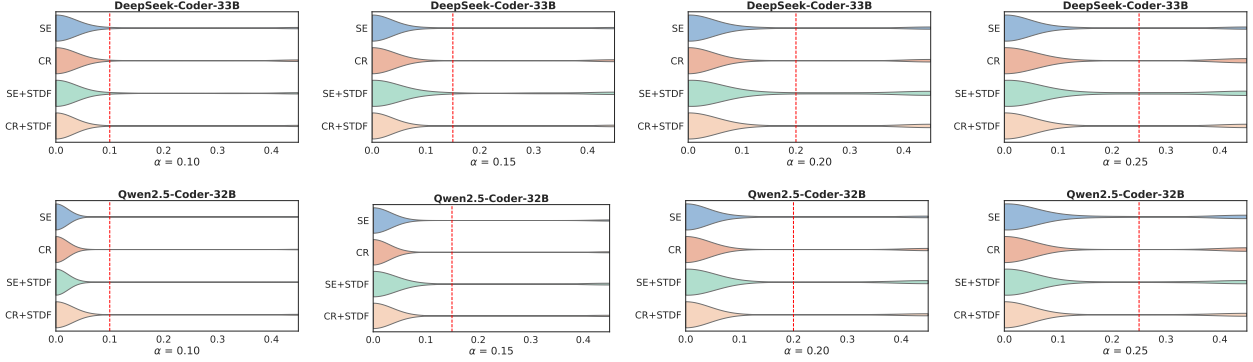 DeepSeek-Coder-33B
SE
CR
SE+STDF
CR+STDF
0.0 0.1 0.2 0.3 0.4
α = 0.10
DeepSeek-Coder-33B
SE
CR
SE+STDF
CR+STDF
0.0 0.1 0.2 0.3 0.4
α = 0.15
DeepSeek-Coder-33B
SE
CR
SE+STDF
CR+STDF
0.0 0.1 0.2 0.3 0.4
α = 0.20
DeepSeek-Coder-33B
SE
CR
SE+STDF
CR+STDF
0.0 0.1 0.2 0.3 0.4
α = 0.25
Qwen2.5-Coder-32B
SE
CR
SE+STDF
CR+STDF
0.0 0.1 0.2 0.3 0.4
α = 0.10
Qwen2.5-Coder-32B
SE
CR
SE+STDF
CR+STDF
0.0 0.1 0.2 0.3 0.4
α = 0.15
Qwen2.5-Coder-32B
SE
CR
SE+STDF
CR+STDF
0.0 0.1 0.2 0.3 0.4
α = 0.20
Qwen2.5-Coder-32B
SE
CR
SE+STDF
CR+STDF
0.0 0.1 0.2 0.3 0.4
α = 0.25